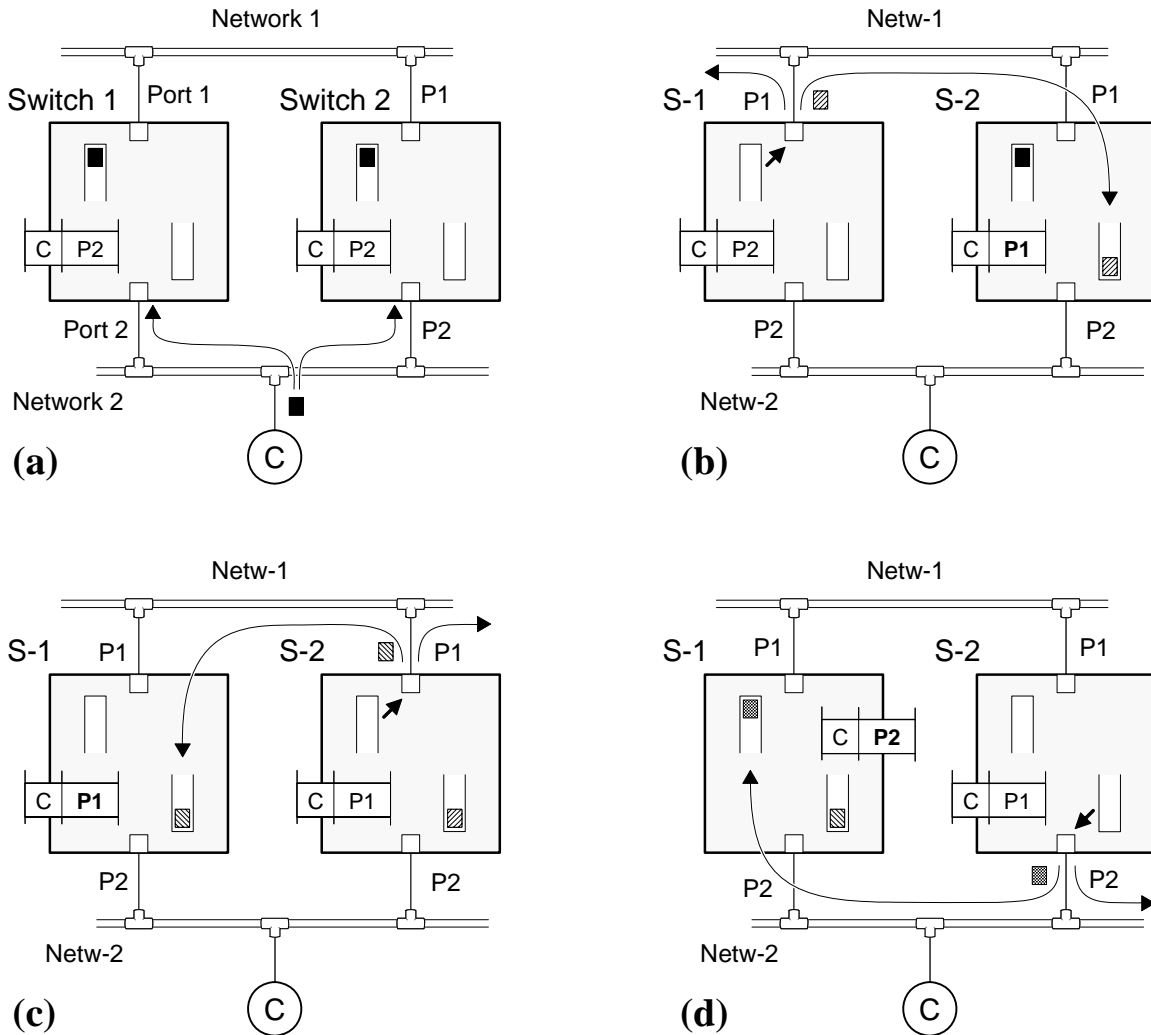 Network 1
Switch 1
Port 1
Switch 2
P1
C P2
C P2
Port 2
P2
Network 2
C
(a)
Netw-1
S-1
P1
S-2
P1
C P2
C P1
P2
P2
Netw-2
C
(b)
Netw-1
S-1
P1
S-2
P1
C P1
C P1
P2
P2
Netw-2
C
(c)
Netw-1
S-1
P1
S-2
P1
C P2
C P1
P2
P2
Netw-2
C
(d)